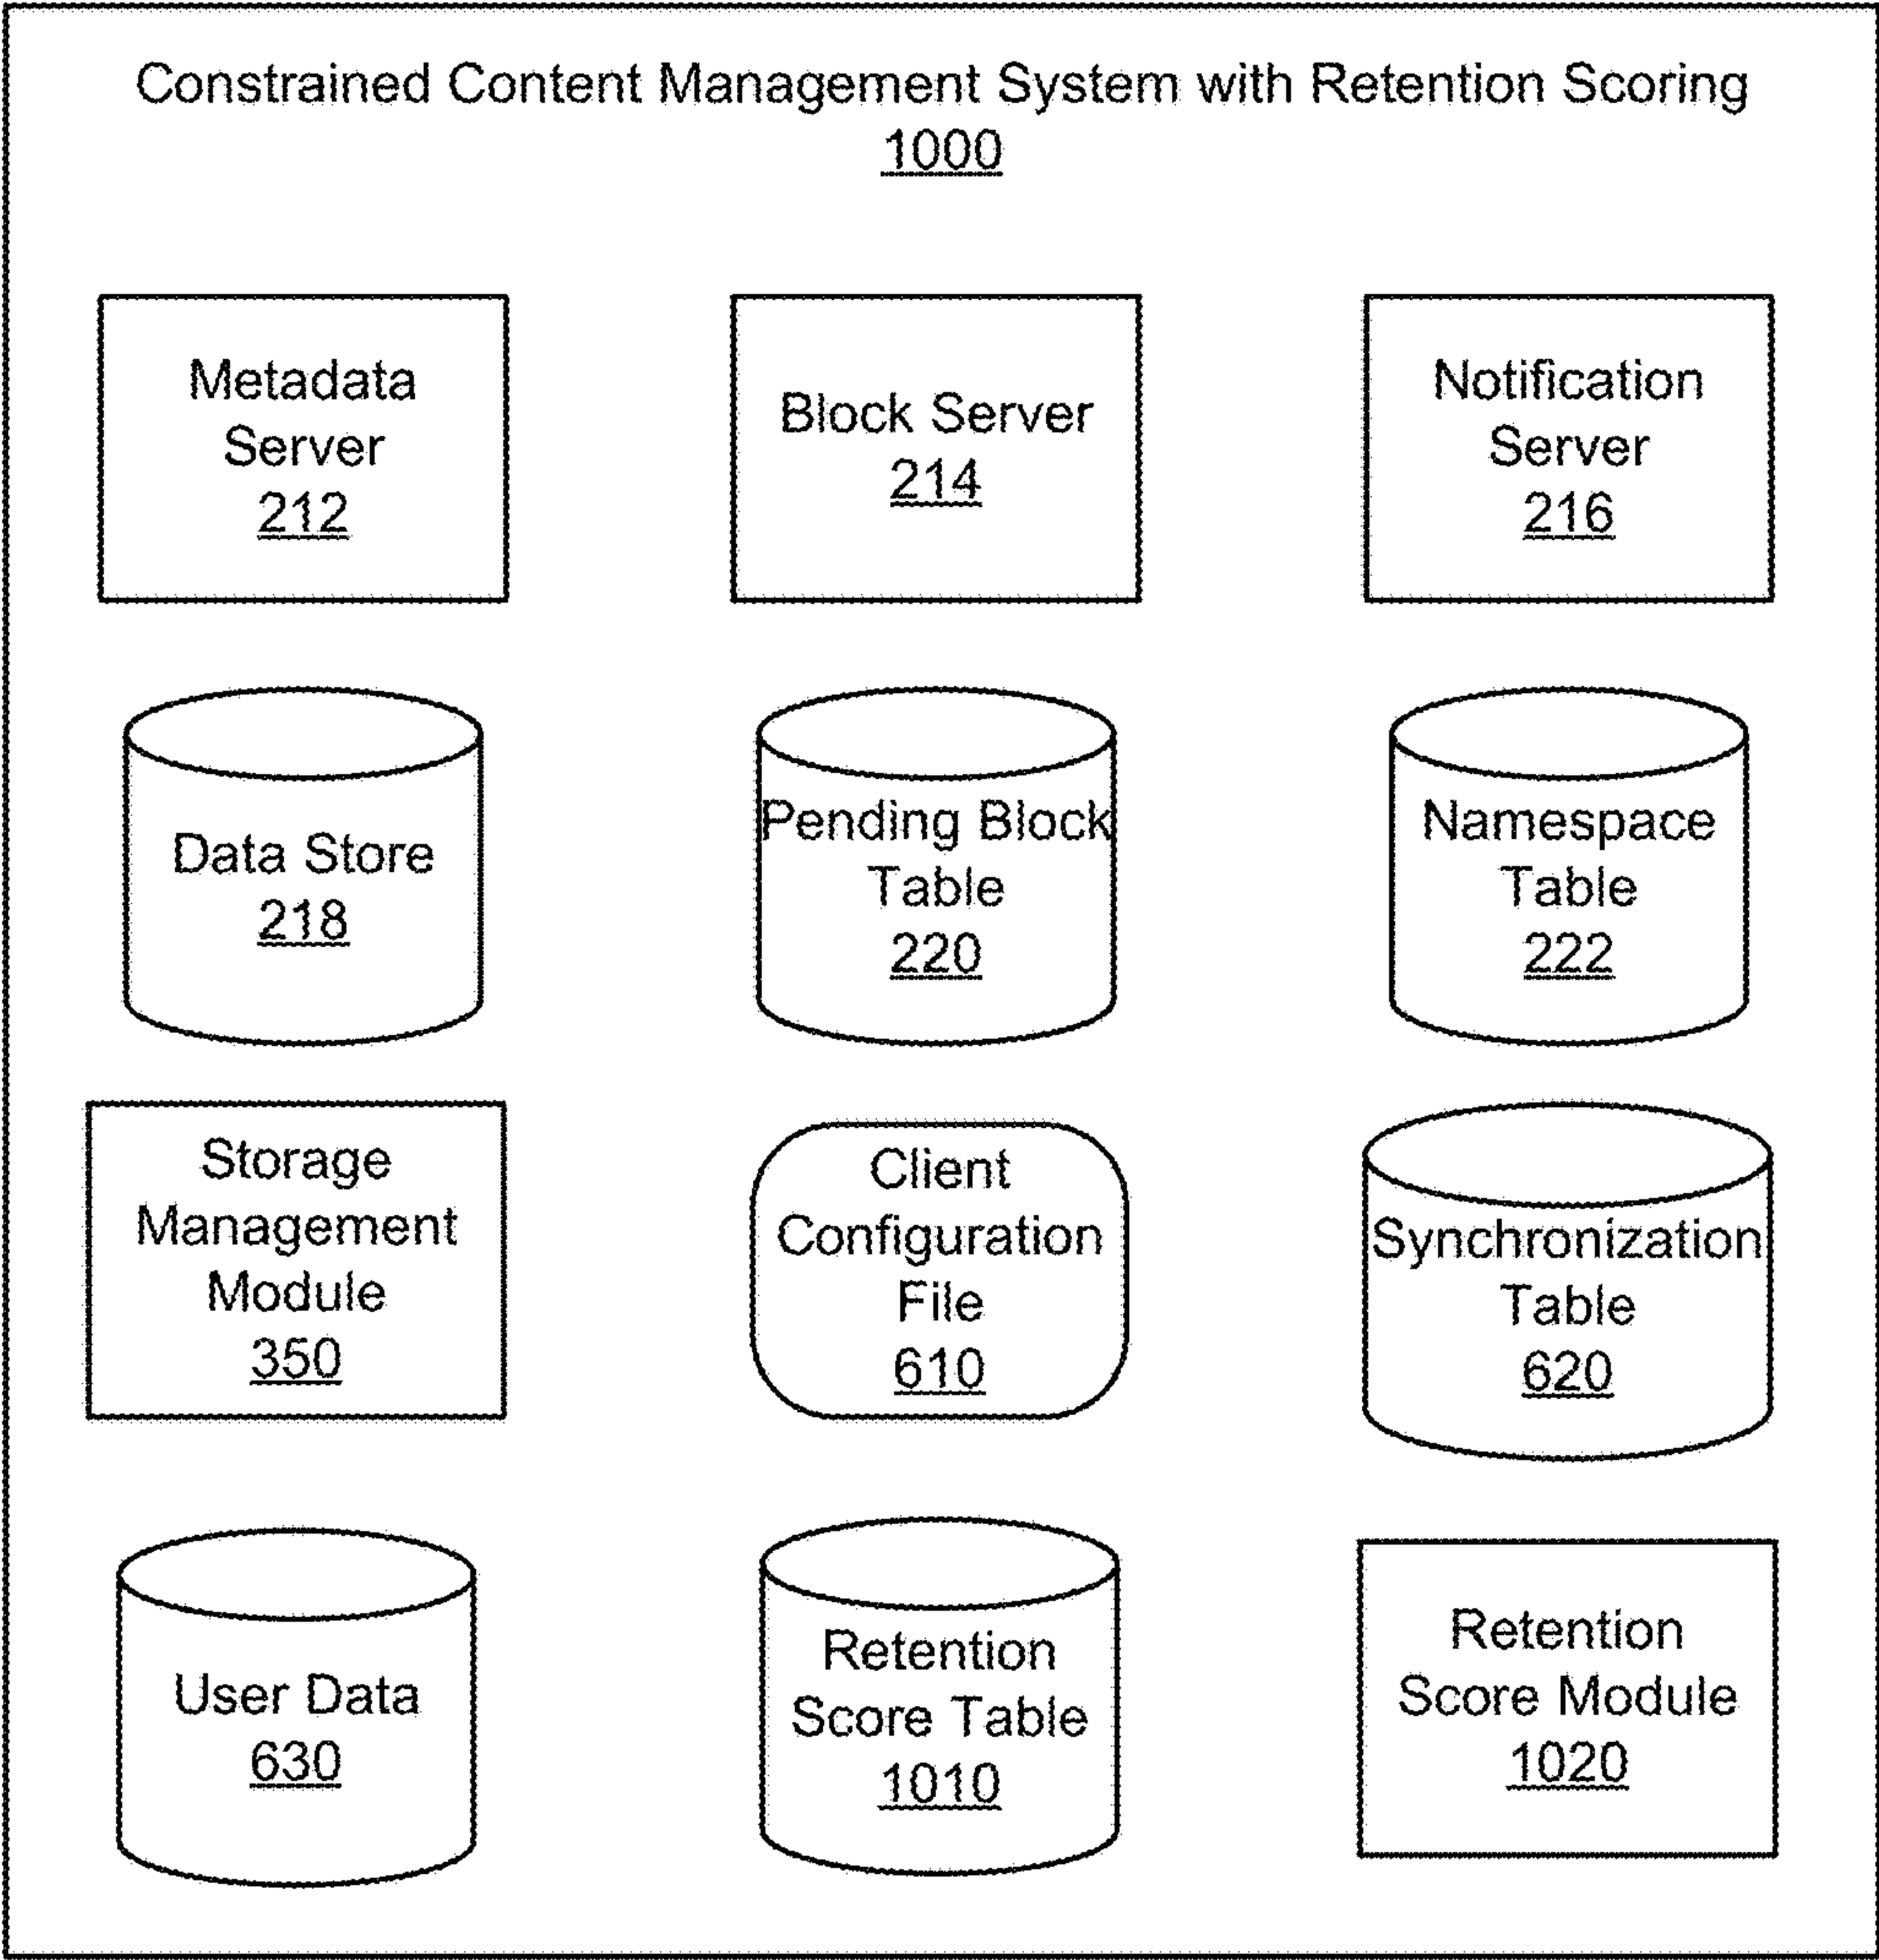 Constrained Content Management System with Retention Scoring
1000
Metadata
Server
212
Block Server
214
Notification
Server
216
Data Store
218
Pending Block
Table
220
Namespace
Table
222
Storage
Management
Module
350
Client
Configuration
File
610
Synchronization
Table
620
User Data
630
Retention
Score Table
1010
Retention
Score Module
1020